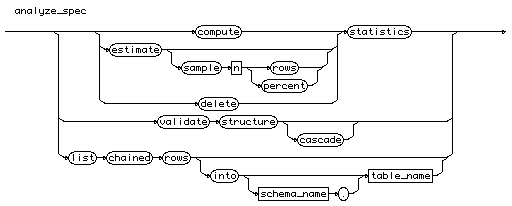 analyze_spec
compute statistics
estimate
sample n rows
percent
delete
validate structure
cascade
list chained rows
into table_name
schema_name .